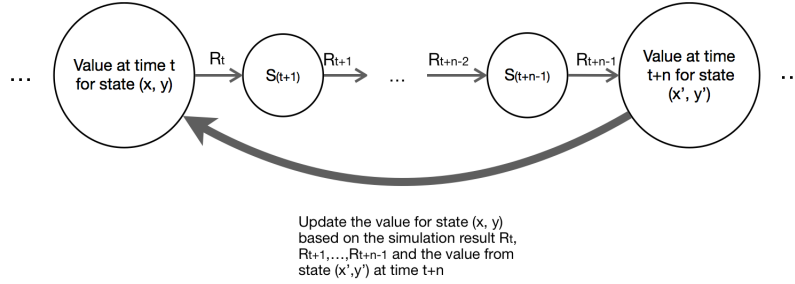 Value at time t
for state (x, y)
Rt
S(t+1)
Rt+1
...
Rt+n-2
S(t+n-1)
Rt+n-1
Value at time
t+n for state
(x’, y’)
...
..
Update the value for state (x, y)
based on the simulation result Rt,
Rt+1,…,Rt+n-1 and the value from
state (x’,y’) at time t+n